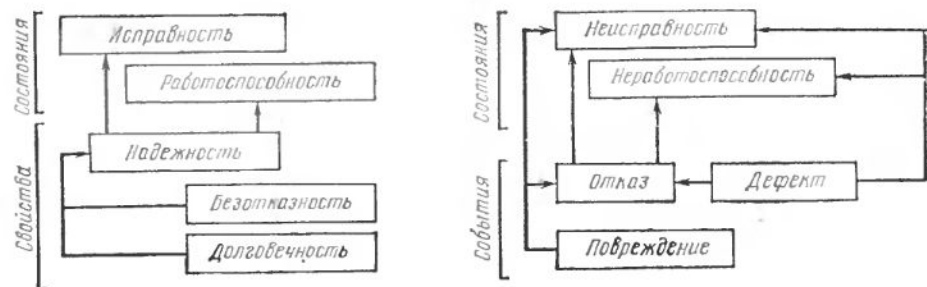 Состояния
Исправность
Работоспособность
Свойства
Надежность
Безотказность
Долговечность
Состояния
Неисправность
Неработоспособность
События
Отказ
Дефект
Повреждение